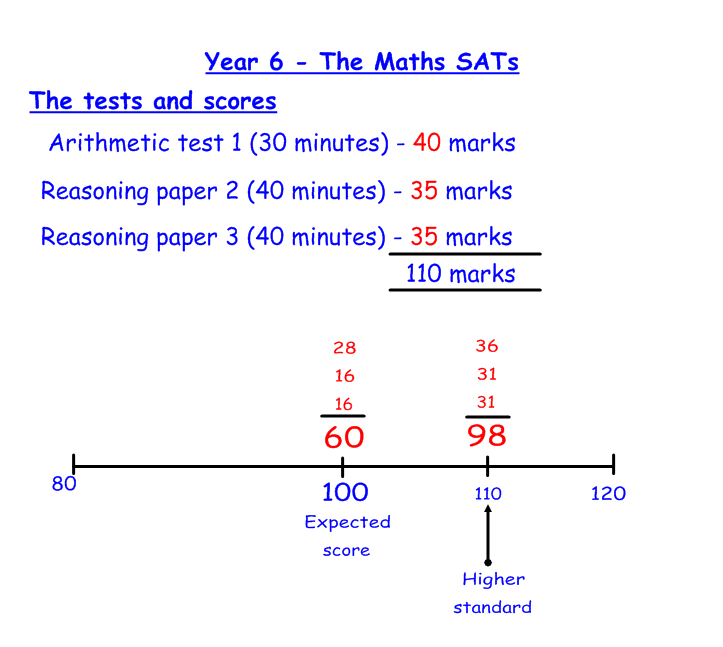 Year 6 - The Maths SATs
The tests and scores
Arithmetic test 1 (30 minutes) - 40 marks
Reasoning paper 2 (40 minutes) - 35 marks
Reasoning paper 3 (40 minutes) - 35 marks
110 marks
28 36
16 31
16 31
60 98
80 100 110 120
Expected
score
Higher
standard